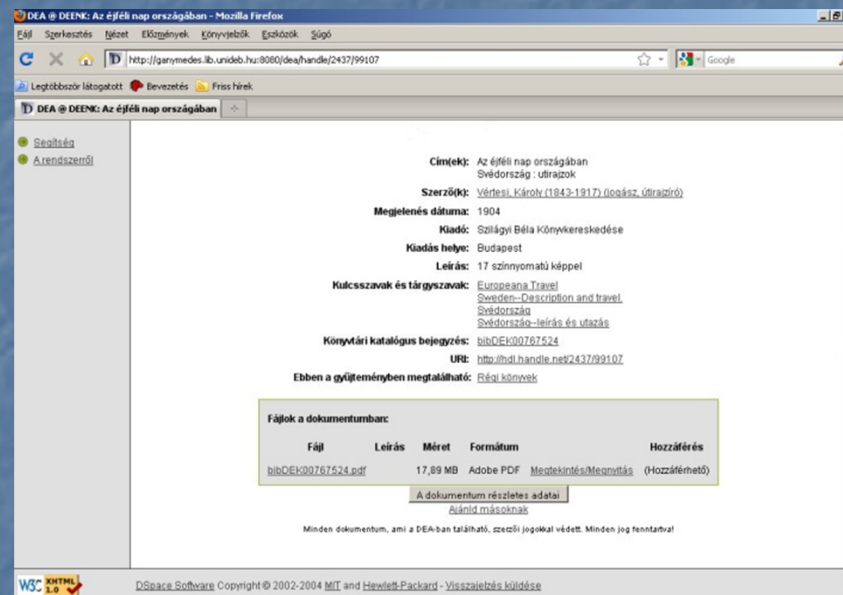 DEA @ DEENK: Az éjféli nap országában - Mozilla Firefox
Fájl Szerkesztés Nézet Előzmények Könyvjelzők Eszközök Súgó
http://ganymedes.lib.unideb.hu:8080/dea/handle/2437/99107 Google
Legtöbbször látogatott Bevezetés Friss hírek
DEA @ DEENK: Az éjféli nap országában
Segítség
A rendszerről
Cím(ek): Az éjféli nap országában
Svédország : utirajzok
Szerző(k): Vértesi, Károly (1843-1917) (jogász, útirajzíró)
Megjelenés dátuma: 1904
Kiadó: Szilágyi Béla Könyvkereskedése
Kiadás helye: Budapest
Leírás: 17 színnyomatú képpel
Kulcsszavak és tárgyszavak: Europeana Travel
Sweden--Description and travel.
Svédország
Svédország--leírás és utazás
Könyvtári katalógus bejegyzés: bibDEK00767524
URI: http://hdl.handle.net/2437/99107
Ebben a gyűjteményben megtalálható: Régi könyvek
Fájlok a dokumentumban:
Fájl Leírás Méret Formátum Hozzáférés
bibDEK00767524.pdf 17,89 MB Adobe PDF Megtekintés/Megnyitás (Hozzáférhető)
A dokumentum részletes adatai
Ajánld másoknak
Minden dokumentum, ami a DEA-ban található, szerzői jogokkal védett. Minden jog fenntartva!
W3C XHTML 1.0
DSpace Software Copyright © 2002-2004 MIT and Hewlett-Packard - Visszajelzés küldése